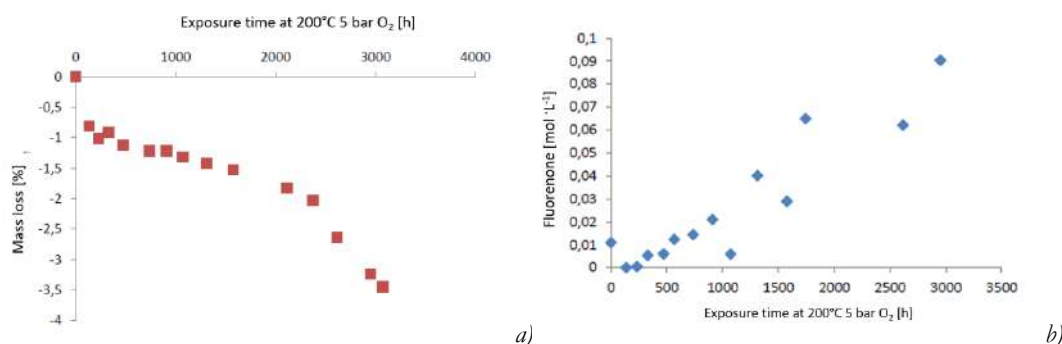 Exposure time at 200°C 5 bar O₂ [h]
0 1000 2000 3000 4000
0
-0,5
-1
-1,5
-2
-2,5
-3
-3,5
-4
Mass loss [%]
a)
0,1
0,09
0,08
0,07
0,06
0,05
0,04
0,03
0,02
0,01
0
Fluorenone [mol ·L⁻¹]
0 500 1000 1500 2000 2500 3000 3500
Exposure time at 200°C 5 bar O₂ [h]
b)